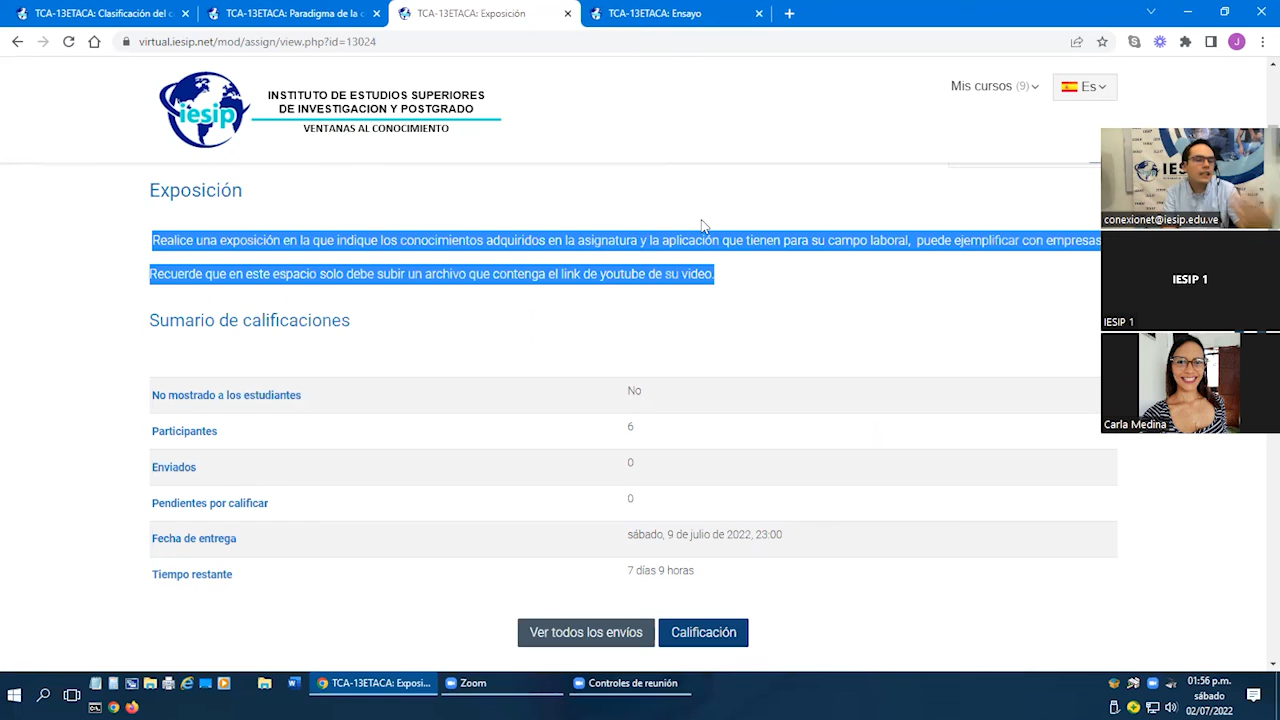 TCA-13ETACA: Clasificación del c
TCA-13ETACA: Paradigma de la c
TCA-13ETACA: Exposición
TCA-13ETACA: Ensayo
virtual.iesip.net/mod/assign/view.php?id=13024
J
iesip
INSTITUTO DE ESTUDIOS SUPERIORES
DE INVESTIGACION Y POSTGRADO
VENTANAS AL CONOCIMIENTO
Mis cursos (9)
Es
Exposición
Realice una exposición en la que indique los conocimientos adquiridos en la asignatura y la aplicación que tienen para su campo laboral, puede ejemplificar con empresas
Recuerde que en este espacio solo debe subir un archivo que contenga el link de youtube de su video.
conexionet@iesip.edu.ve
IESIP 1
IESIP 1
Carla Medina
Sumario de calificaciones
No mostrado a los estudiantes No
Participantes 6
Enviados 0
Pendientes por calificar 0
Fecha de entrega sábado, 9 de julio de 2022, 23:00
Tiempo restante 7 días 9 horas
Ver todos los envíos
Calificación
TCA-13ETACA: Exposi...
Zoom
Controles de reunión
01:56 p.m.
sábado
02/07/2022